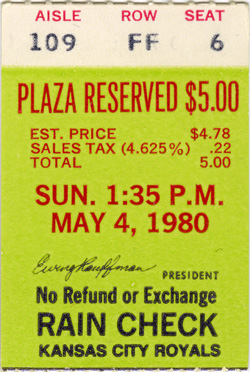 AISLE ROW SEAT
109 FF 6
PLAZA RESERVED $5.00
EST. PRICE $4.78
SALES TAX (4.625%) .22
TOTAL 5.00
SUN. 1:35 P.M.
MAY 4, 1980
Ewing Kauffman PRESIDENT
No Refund or Exchange
RAIN CHECK
KANSAS CITY ROYALS